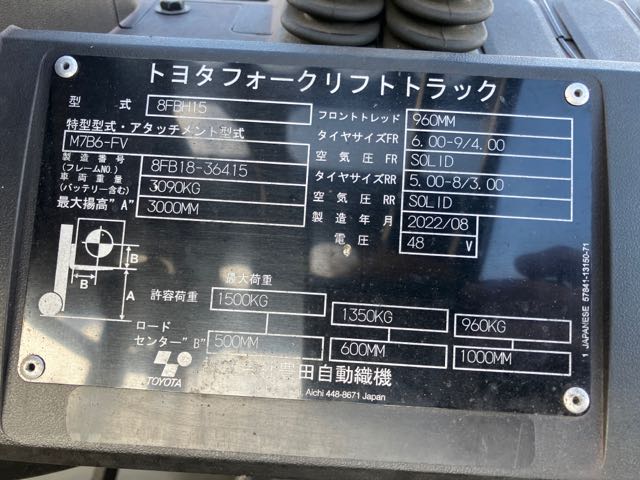 トヨタフォークリフトトラック
型 式 8FBH15
特型型式・アタッチメント型式
M7B6-FV
製造番号
(フレームNO.) 8FB18-36415
車両重量
(バッテリー含む) 3090KG
最大揚高"A" 3000MM
フロントトレッド 960MM
タイヤサイズFR 6.00-9/4.00
空気圧FR SOLID
タイヤサイズRR 5.00-8/3.00
空気圧RR SOLID
製造年月 2022/08
電圧 48 V
B
B
A
最大荷重
許容荷重 1500KG 1350KG 960KG
ロード
センター"B" 500MM 600MM 1000MM
TOYOTA
田自動織機
Aichi 448-8671 Japan
1 JAPANESE 57841-13150-71